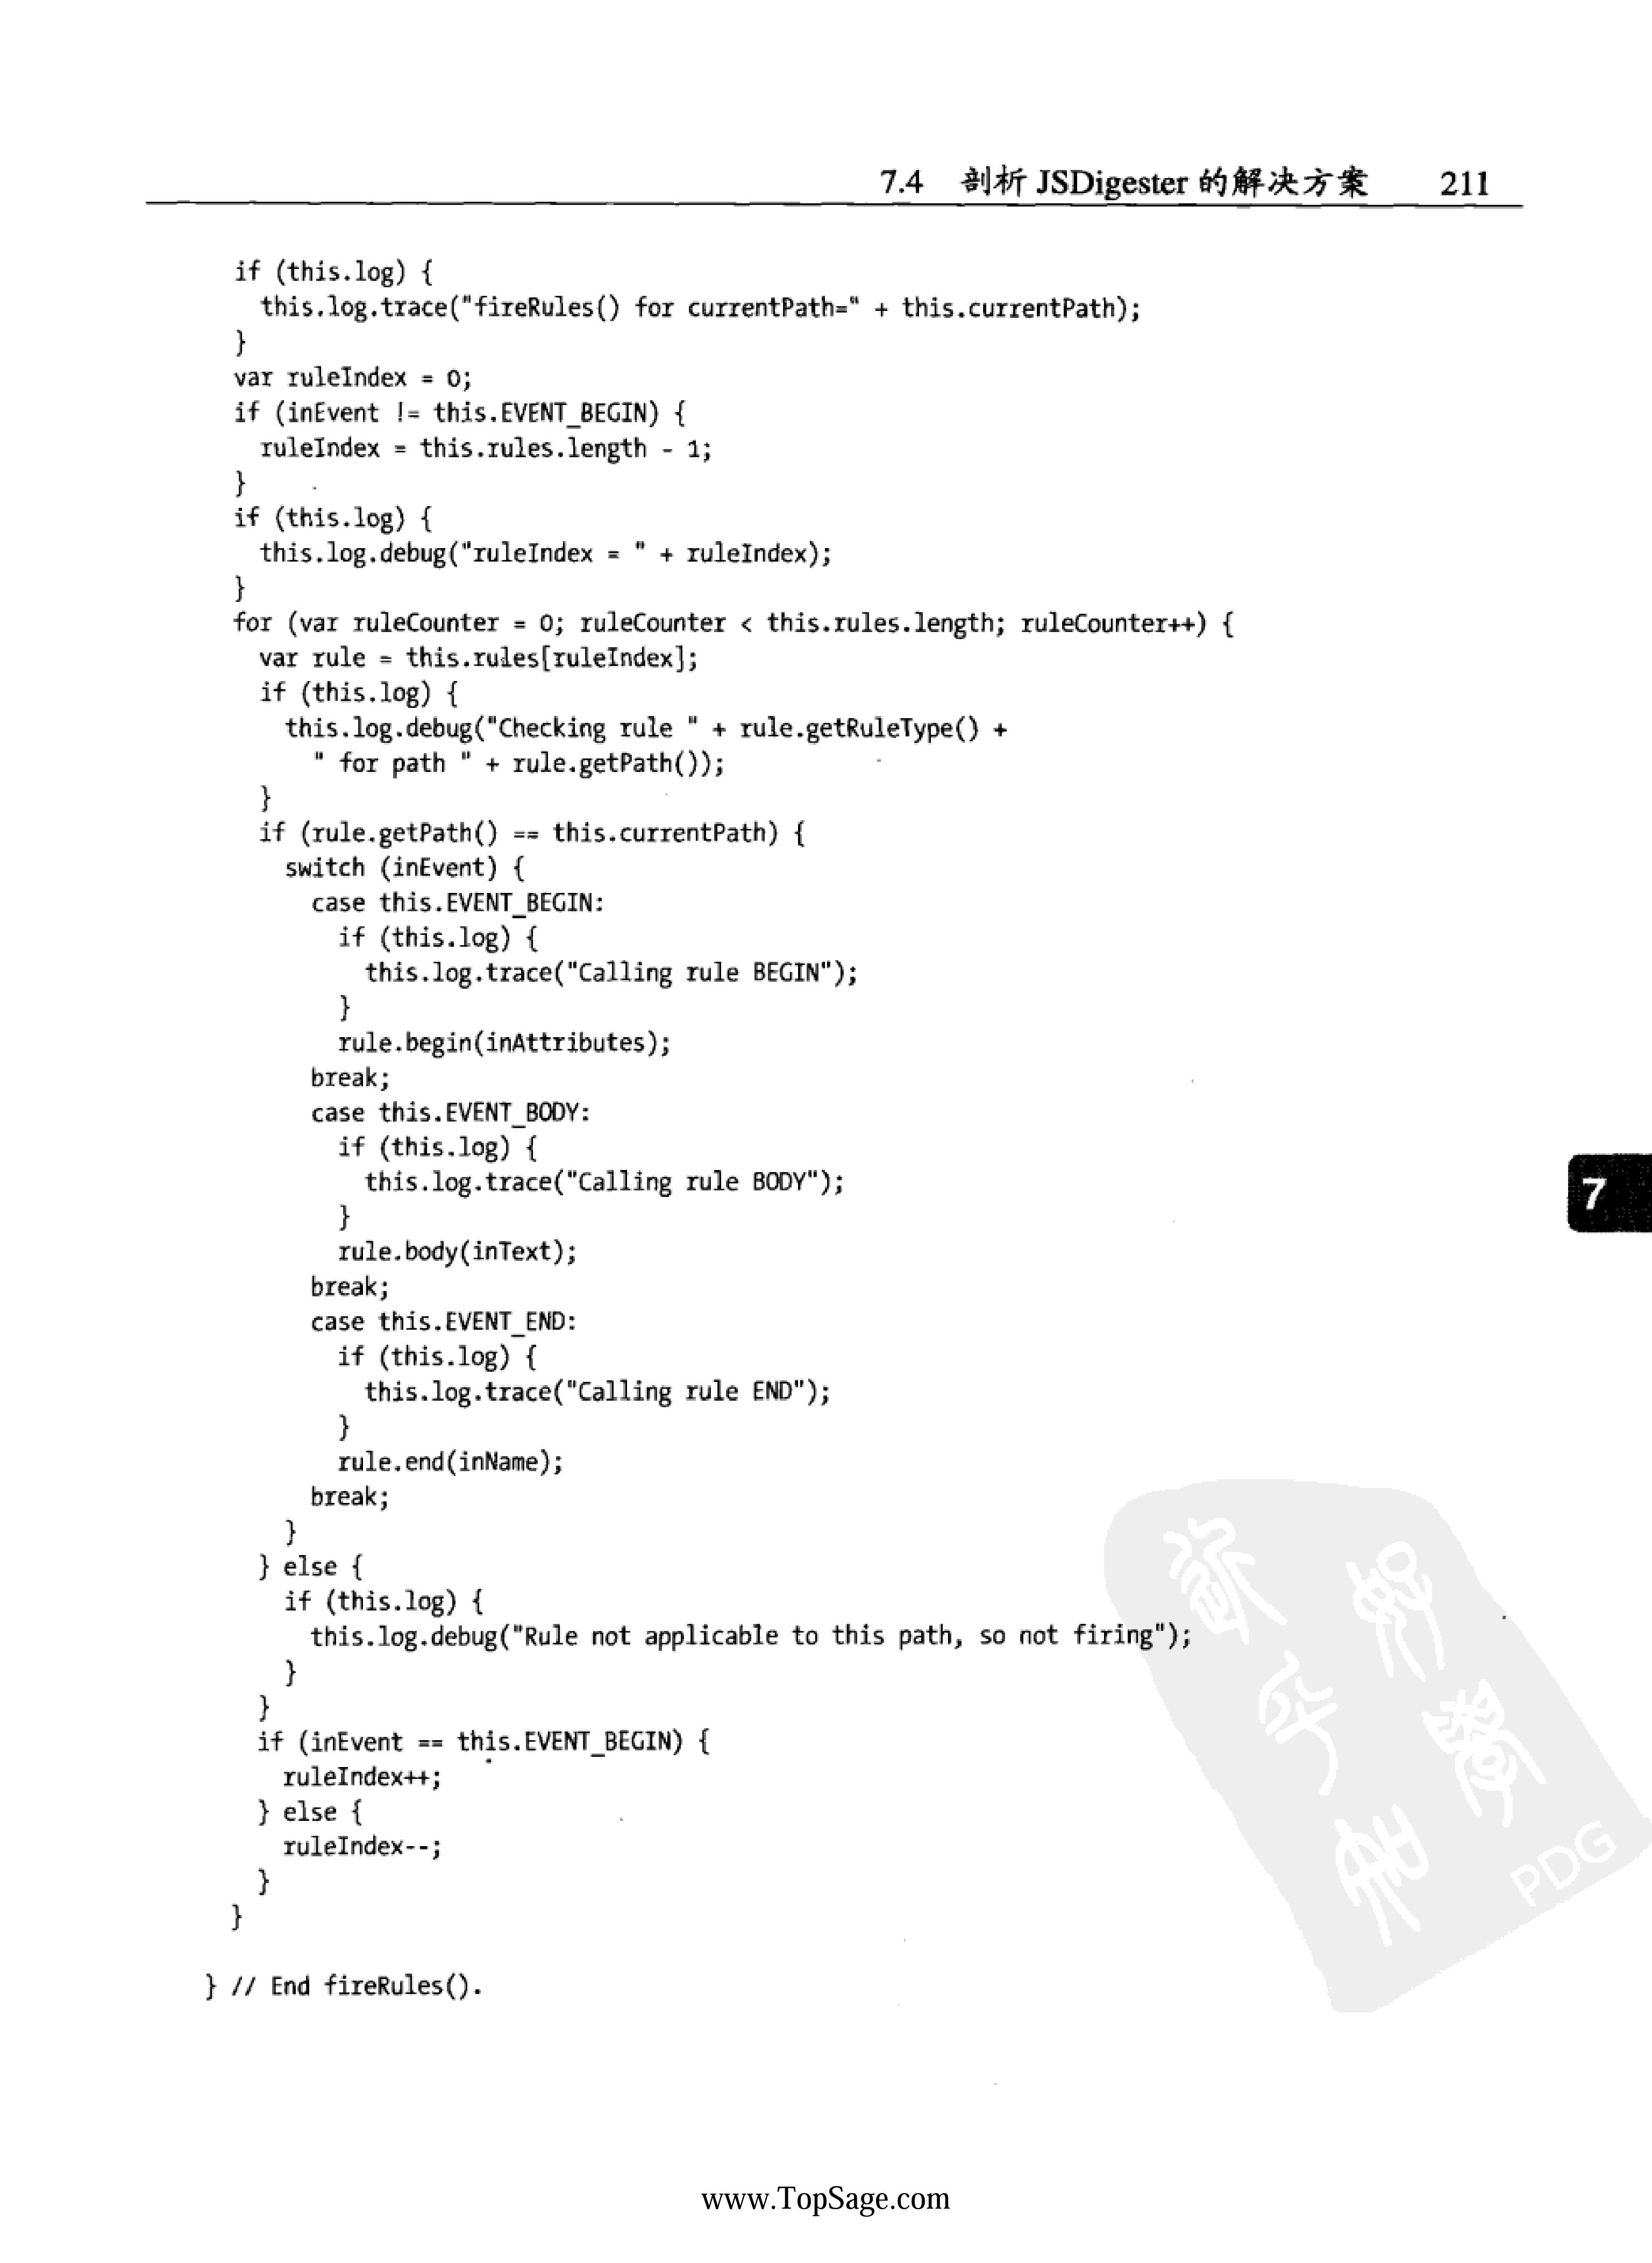 7.4 剖析 JSDigester 的解决方案 211
if (this.log) {
  this.log.trace("fireRules() for currentPath=" + this.currentPath);
}
var ruleIndex = 0;
if (inEvent != this.EVENT_BEGIN) {
  ruleIndex = this.rules.length - 1;
}
if (this.log) {
  this.log.debug("ruleIndex = " + ruleIndex);
}
for (var ruleCounter = 0; ruleCounter < this.rules.length; ruleCounter++) {
  var rule = this.rules[ruleIndex];
  if (this.log) {
    this.log.debug("Checking rule " + rule.getRuleType() +
      " for path " + rule.getPath());
  }
  if (rule.getPath() == this.currentPath) {
    switch (inEvent) {
      case this.EVENT_BEGIN:
        if (this.log) {
          this.log.trace("Calling rule BEGIN");
        }
        rule.begin(inAttributes);
      break;
      case this.EVENT_BODY:
        if (this.log) {
          this.log.trace("Calling rule BODY");
        }
        rule.body(inText);
      break;
      case this.EVENT_END:
        if (this.log) {
          this.log.trace("Calling rule END");
        }
        rule.end(inName);
      break;
    }
  } else {
    if (this.log) {
      this.log.debug("Rule not applicable to this path, so not firing");
    }
  }
  if (inEvent == this.EVENT_BEGIN) {
    ruleIndex++;
  } else {
    ruleIndex--;
  }
}
} // End fireRules().
7
PDG
www.TopSage.com